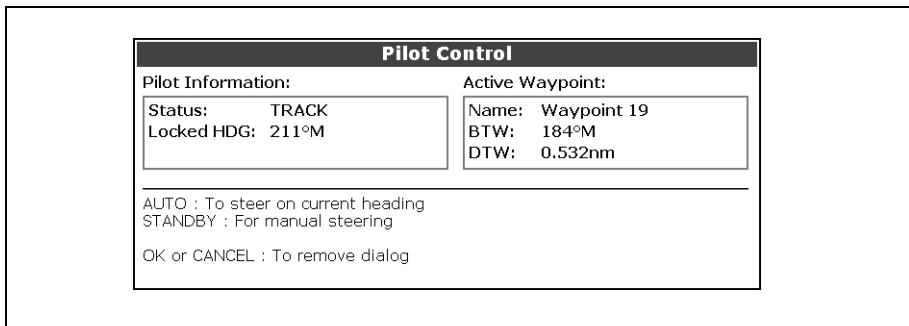 Pilot Control
Pilot Information:
Status: TRACK
Locked HDG: 211°M
Active Waypoint:
Name: Waypoint 19
BTW: 184°M
DTW: 0.532nm
AUTO : To steer on current heading
STANDBY : For manual steering
OK or CANCEL : To remove dialog